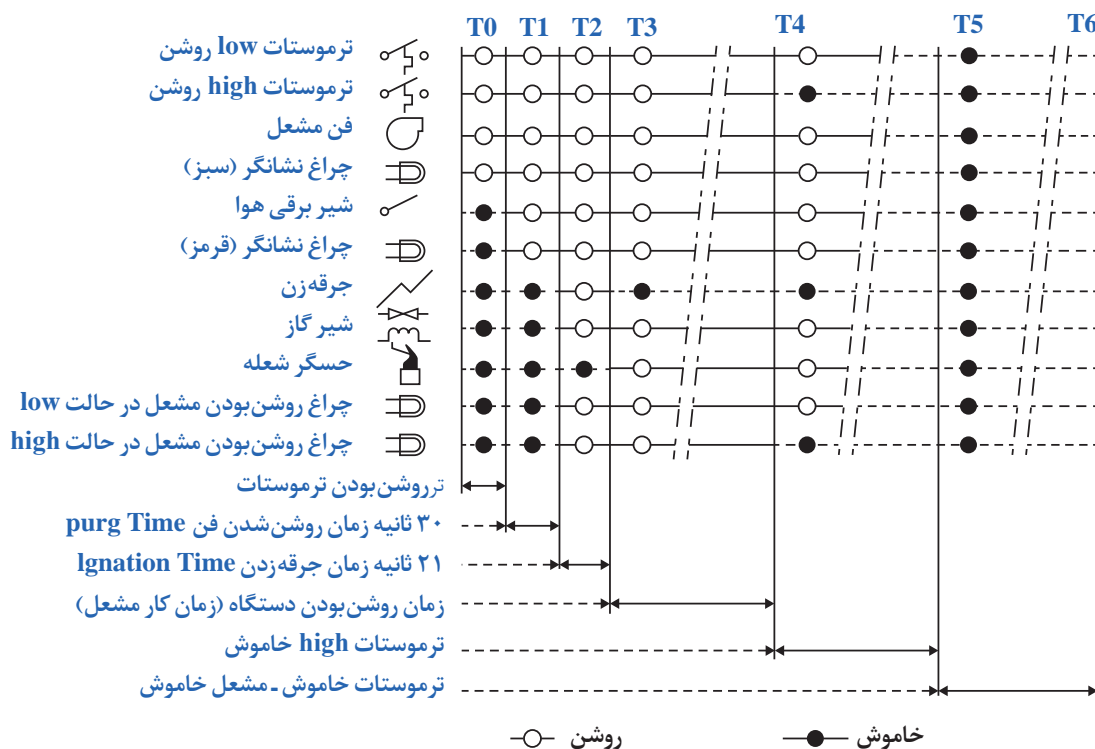 T0 T1 T2 T3 T4 T5 T6
ترموستات low روشن
ترموستات high روشن
فن مشعل
چراغ نشانگر (سبز)
شیر برقی هوا
چراغ نشانگر (قرمز)
جرقه‌زن
شیر گاز
حسگر شعله
چراغ روشن‌بودن مشعل در حالت low
چراغ روشن‌بودن مشعل در حالت high
ترروشن‌بودن ترموستات
۳۰ ثانیه زمان روشن‌شدن فن purg Time
۲۱ ثانیه زمان جرقه‌زدن Ignation Time
زمان روشن‌بودن دستگاه (زمان کار مشعل)
ترموستات high خاموش
ترموستات خاموش ـ مشعل خاموش
خاموش روشن